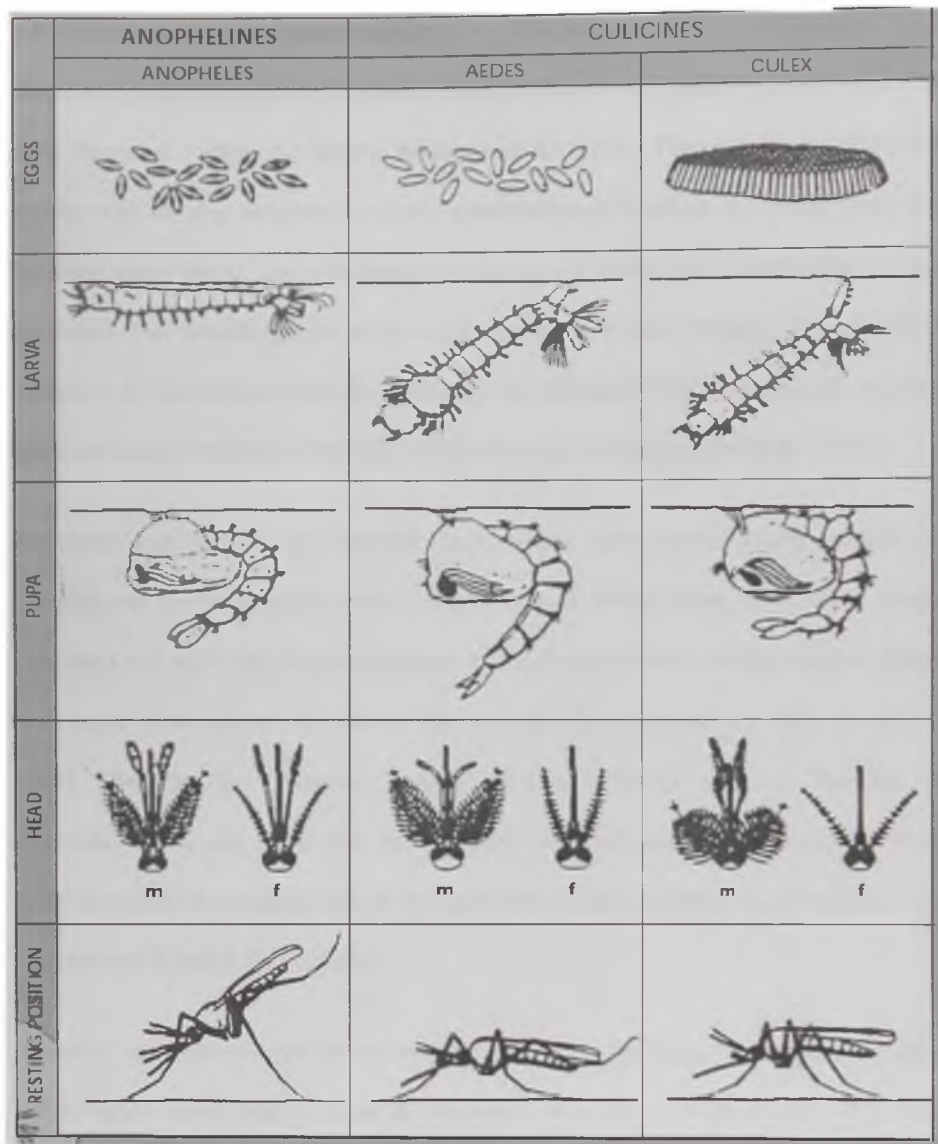 ANOPHELINES CULICINES
ANOPHELES AEDES CULEX
EGGS
LARVA
PUPA
HEAD
m f m f m f
RESTING POSITION